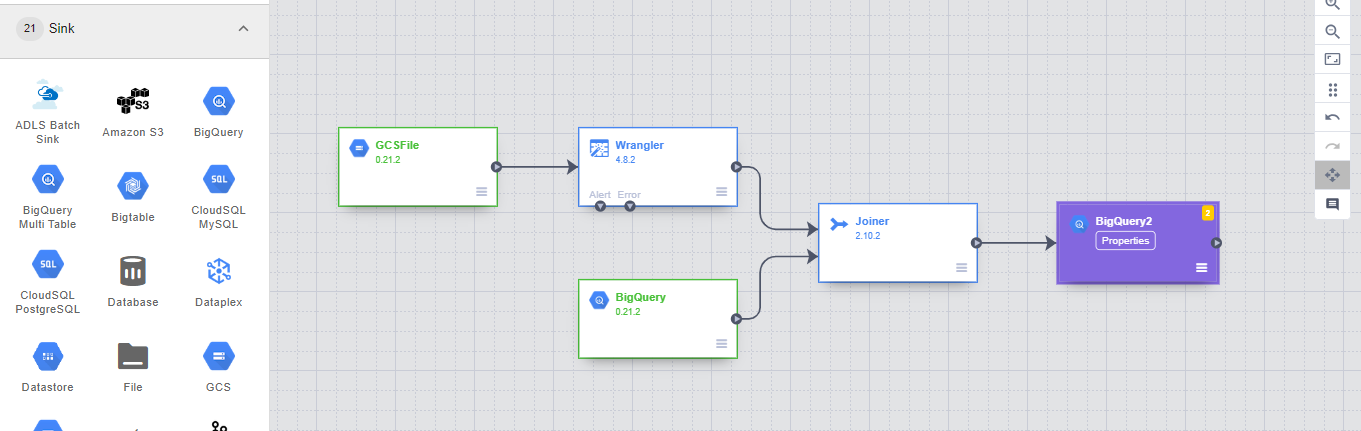 21 Sink
ADLS Batch
Sink
Amazon S3
BigQuery
BigQuery
Multi Table
Bigtable
SQL
CloudSQL
MySQL
SQL
CloudSQL
PostgreSQL
Database
Dataplex
Datastore
File
GCS
GCSFile
0.21.2
Wrangler
4.8.2
Alert Error
BigQuery
0.21.2
Joiner
2.10.2
BigQuery2
2
Properties